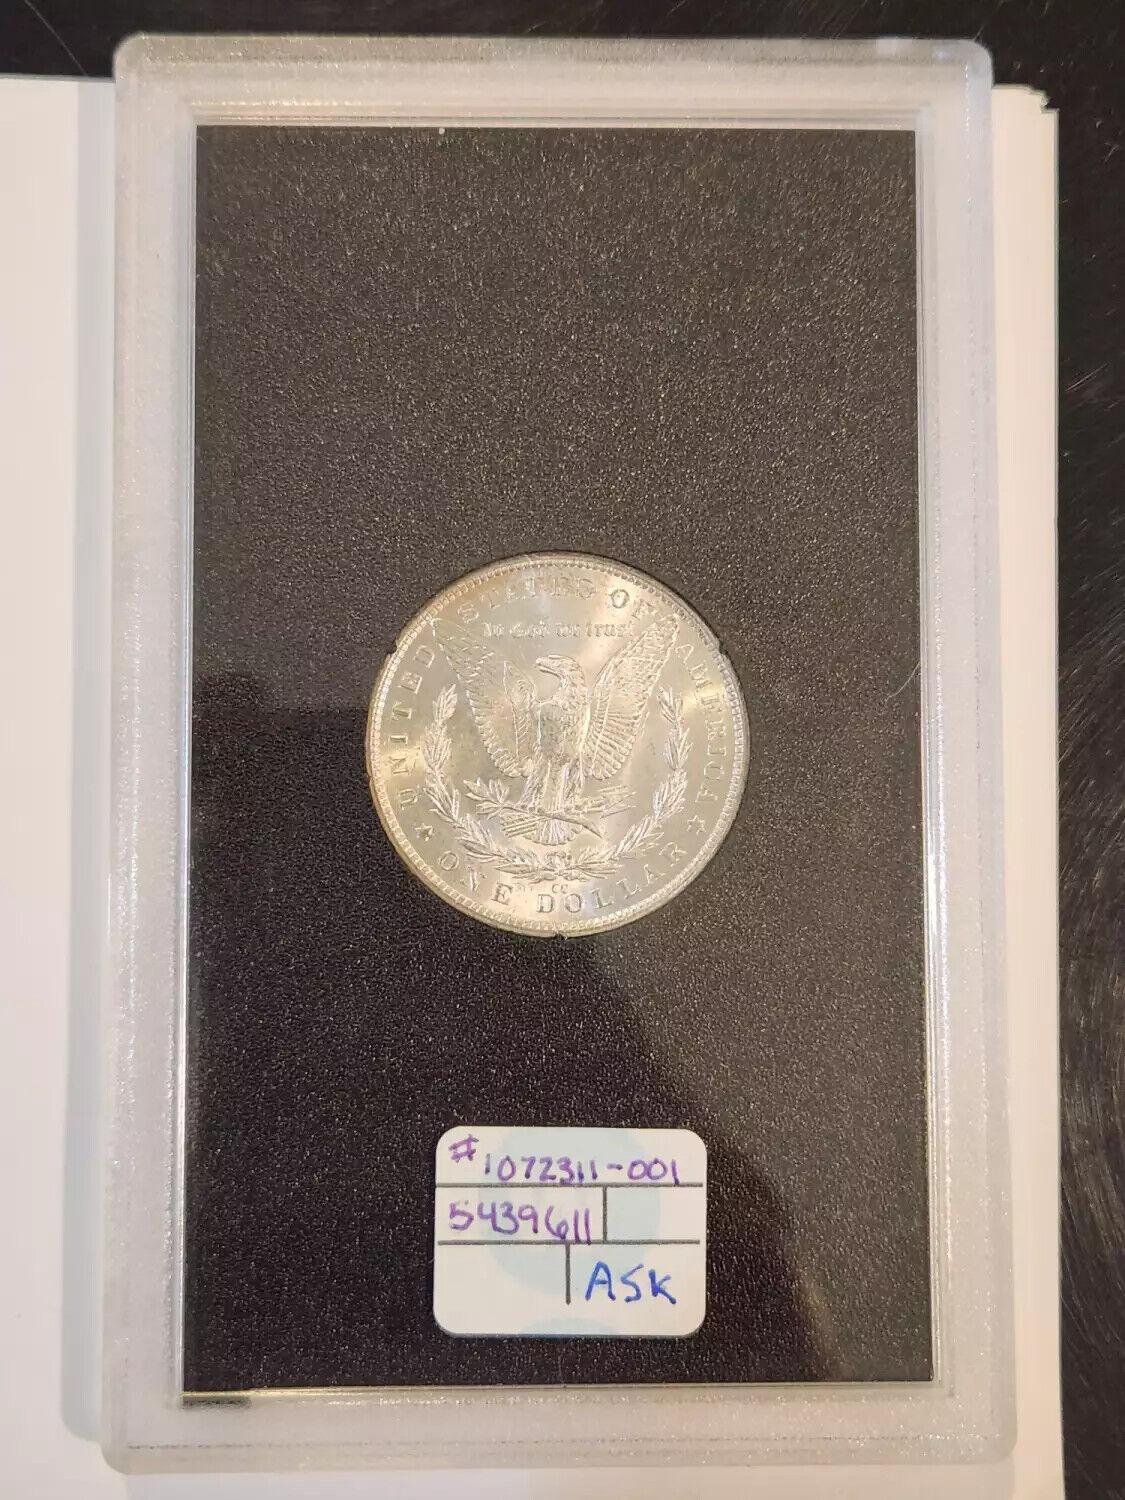 UNITED STATES OF AMERICA
In God We Trust
CC
ONE DOLLAR
#1072311-001
5439611
ASK